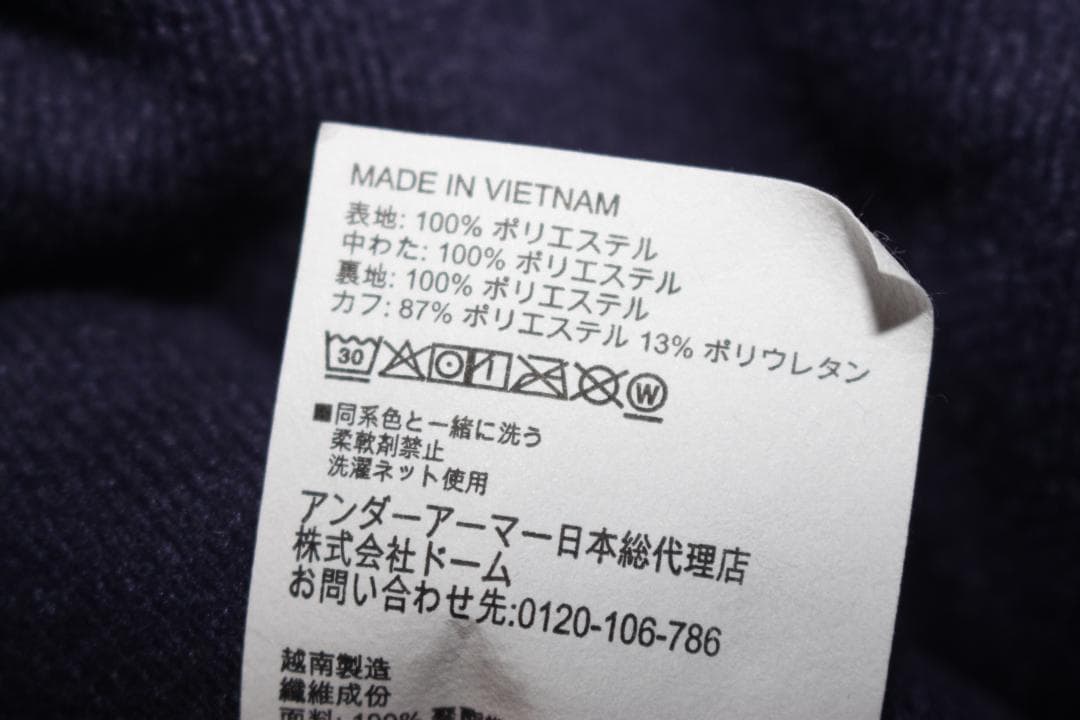 MADE IN VIETNAM
表地: 100% ポリエステル
中わた: 100% ポリエステル
裏地: 100% ポリエステル
カフ: 87% ポリエステル 13% ポリウレタン
30 W
■同系色と一緒に洗う
柔軟剤禁止
洗濯ネット使用
アンダーアーマー日本総代理店
株式会社ドーム
お問い合わせ先:0120-106-786
越南製造
纖維成份
面料: 100%